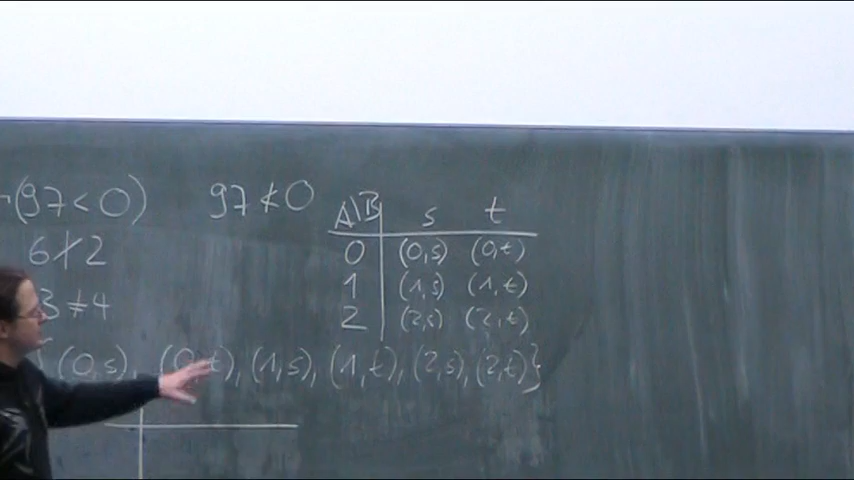 ¬(97<0) 97≮0
6∤2
3≠4
A\B s t
0 (0,s) (0,t)
1 (1,s) (1,t)
2 (2,s) (2,t)
(0,s), (0,t), (1,s), (1,t), (2,s), (2,t)}